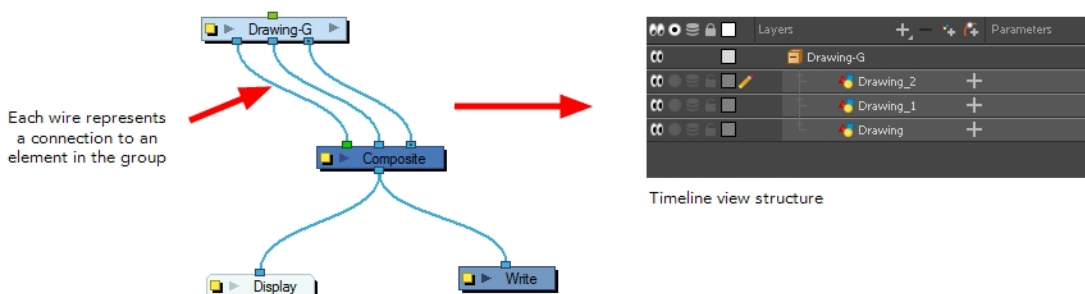 Drawing-G
Each wire represents
a connection to an
element in the group
Composite
Display
Write
Layers
Parameters
Drawing-G
Drawing_2
Drawing_1
Drawing
Timeline view structure